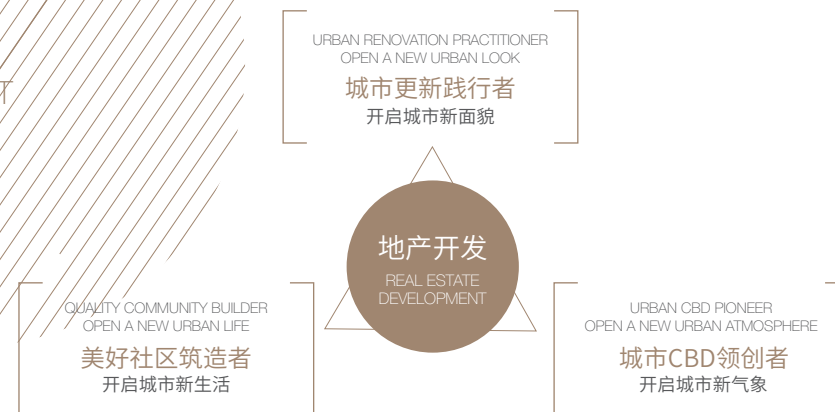 URBAN RENOVATION PRACTITIONER
OPEN A NEW URBAN LOOK
城市更新践行者
开启城市新面貌
地产开发
REAL ESTATE
DEVELOPMENT
QUALITY COMMUNITY BUILDER
OPEN A NEW URBAN LIFE
美好社区筑造者
开启城市新生活
URBAN CBD PIONEER
OPEN A NEW URBAN ATMOSPHERE
城市CBD领创者
开启城市新气象